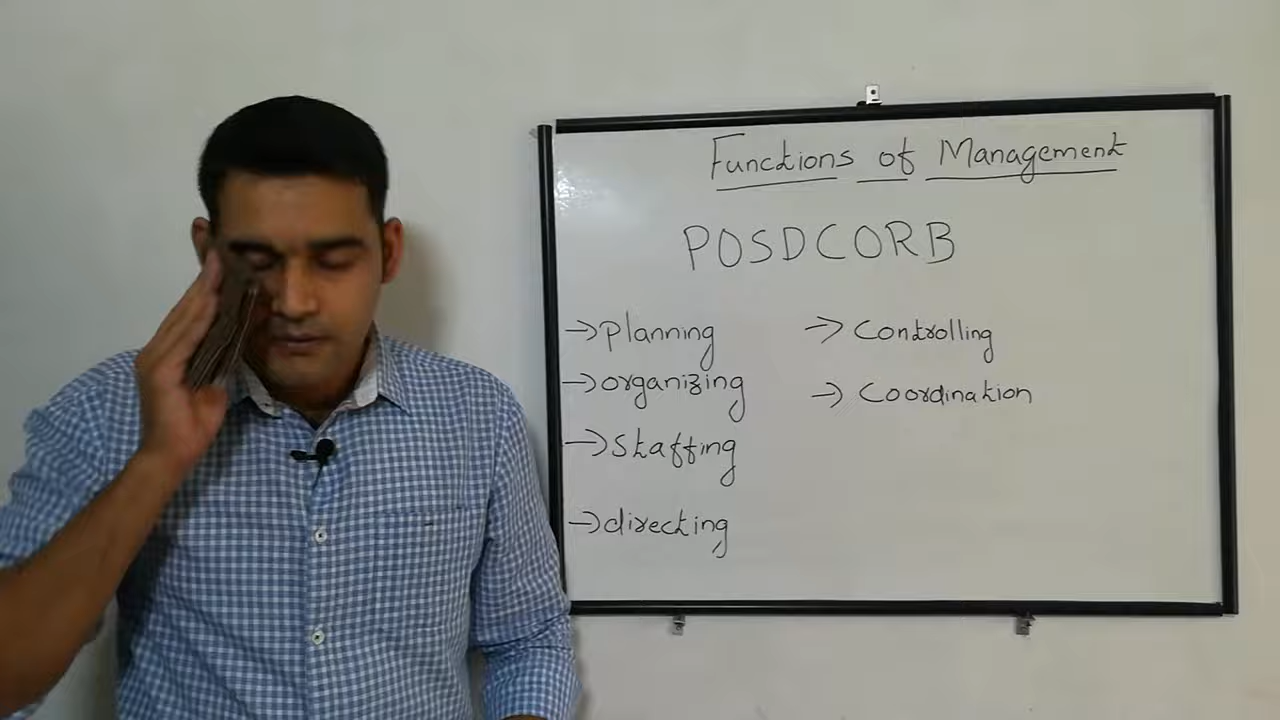 Functions of Management
POSDCORB
→Planning
→organizing
→Staffing
→directing
→ Controlling
→ Coordination